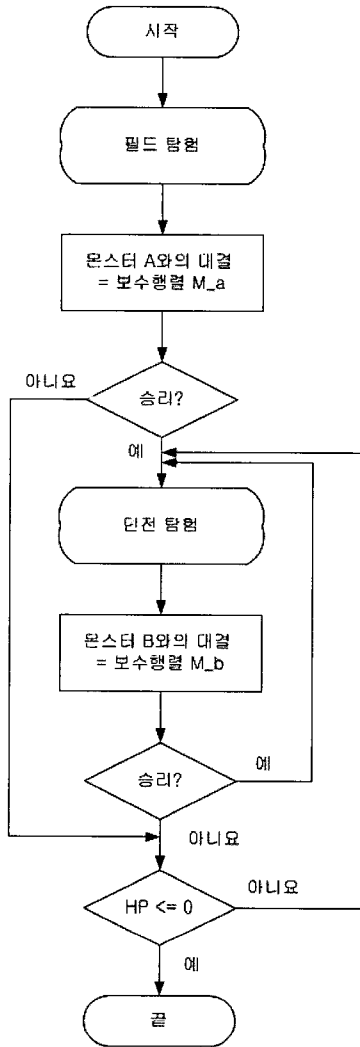 시작
필드 탐험
몬스터 A와의 대결
= 보수행렬 M_a
아니요
승리?
예
던전 탐험
몬스터 B와의 대결
= 보수행렬 M_b
승리?
예
아니요
HP <= 0
아니요
예
끝